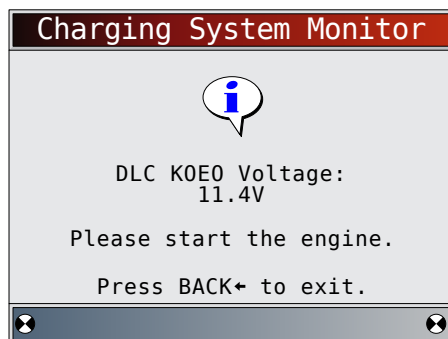 Charging System Monitor
i
DLC KOEO Voltage:
11.4V
Please start the engine.
Press BACK← to exit.